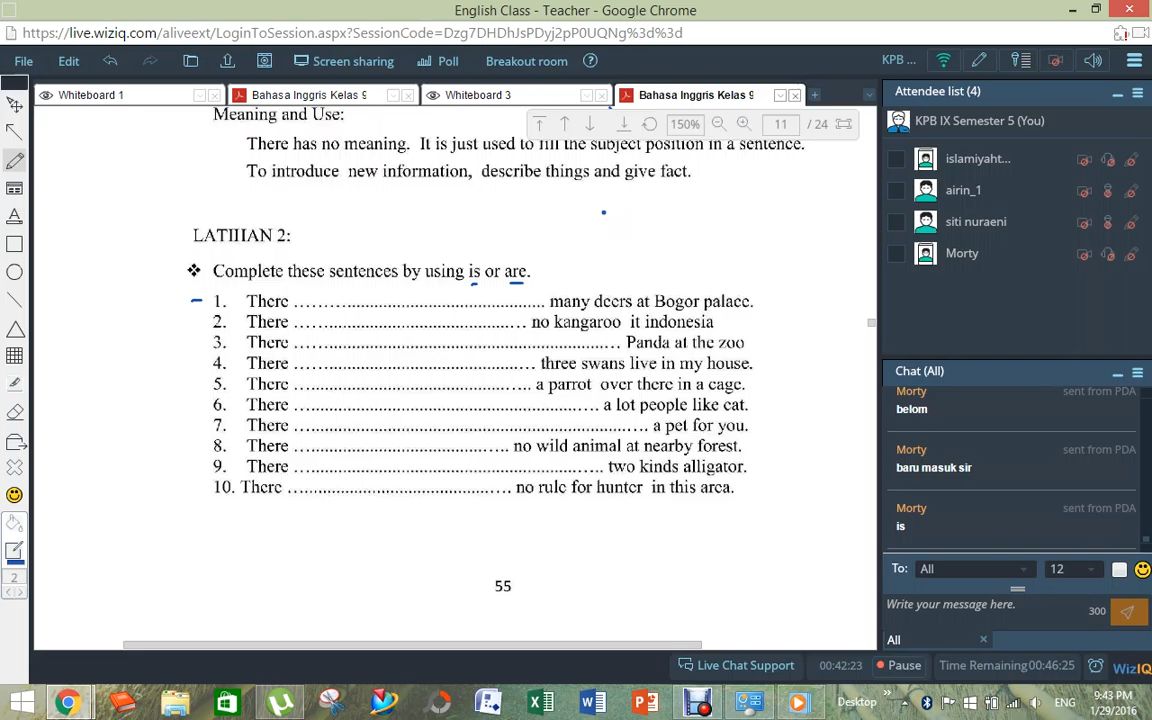 English Class - Teacher - Google Chrome
https://live.wiziq.com/aliveext/LoginToSession.aspx?SessionCode=Dzg7DHDhJsPDyj2pP0UQNg%3d%3d
File Edit Screen sharing Poll Breakout room KPB ...
Whiteboard 1 Bahasa Inggris Kelas 9 Whiteboard 3 Bahasa Inggris Kelas 9
150% 11 / 24
Meaning and Use:
There has no meaning. It is just used to fill the subject position in a sentence.
To introduce new information, describe things and give fact.
LATIHAN 2:
❖ Complete these sentences by using is or are.
1. There ................................................ many deers at Bogor palace.
2. There ................................................ no kangaroo it indonesia
3. There ................................................ Panda at the zoo
4. There ................................................ three swans live in my house.
5. There ................................................ a parrot over there in a cage.
6. There ................................................ a lot people like cat.
7. There ................................................ a pet for you.
8. There ................................................ no wild animal at nearby forest.
9. There ................................................ two kinds alligator.
10. There ................................................ no rule for hunter in this area.
55
Attendee list (4)
KPB IX Semester 5 (You)
islamiyaht...
airin_1
siti nuraeni
Morty
Chat (All)
Morty sent from PDA
belom
Morty sent from PDA
baru masuk sir
Morty sent from PDA
is
To: All 12
Write your message here. 300
All
Live Chat Support 00:42:23 Pause Time Remaining 00:46:25 WizIQ
Desktop ENG 9:43 PM
1/29/2016